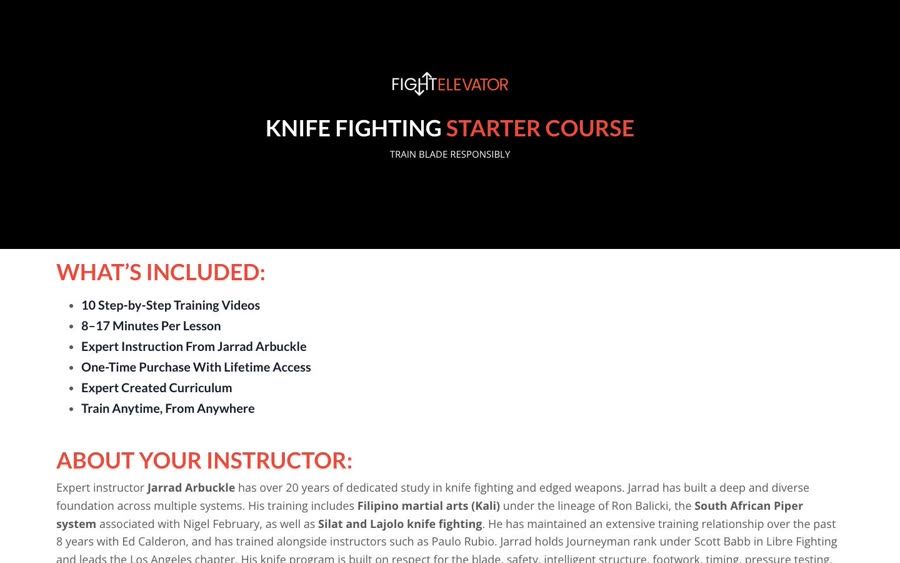 FIGHTELEVATOR
KNIFE FIGHTING STARTER COURSE
TRAIN BLADE RESPONSIBLY
WHAT'S INCLUDED:
• 10 Step-by-Step Training Videos
• 8–17 Minutes Per Lesson
• Expert Instruction From Jarrad Arbuckle
• One-Time Purchase With Lifetime Access
• Expert Created Curriculum
• Train Anytime, From Anywhere
ABOUT YOUR INSTRUCTOR:
Expert instructor Jarrad Arbuckle has over 20 years of dedicated study in knife fighting and edged weapons. Jarrad has built a deep and diverse
foundation across multiple systems. His training includes Filipino martial arts (Kali) under the lineage of Ron Balicki, the South African Piper
system associated with Nigel February, as well as Silat and Lajolo knife fighting. He has maintained an extensive training relationship over the past
8 years with Ed Calderon, and has trained alongside instructors such as Paulo Rubio. Jarrad holds Journeyman rank under Scott Babb in Libre Fighting
and leads the Los Angeles chapter. His knife program is built on respect for the blade, safety, intelligent structure, footwork, timing, pressure testing,